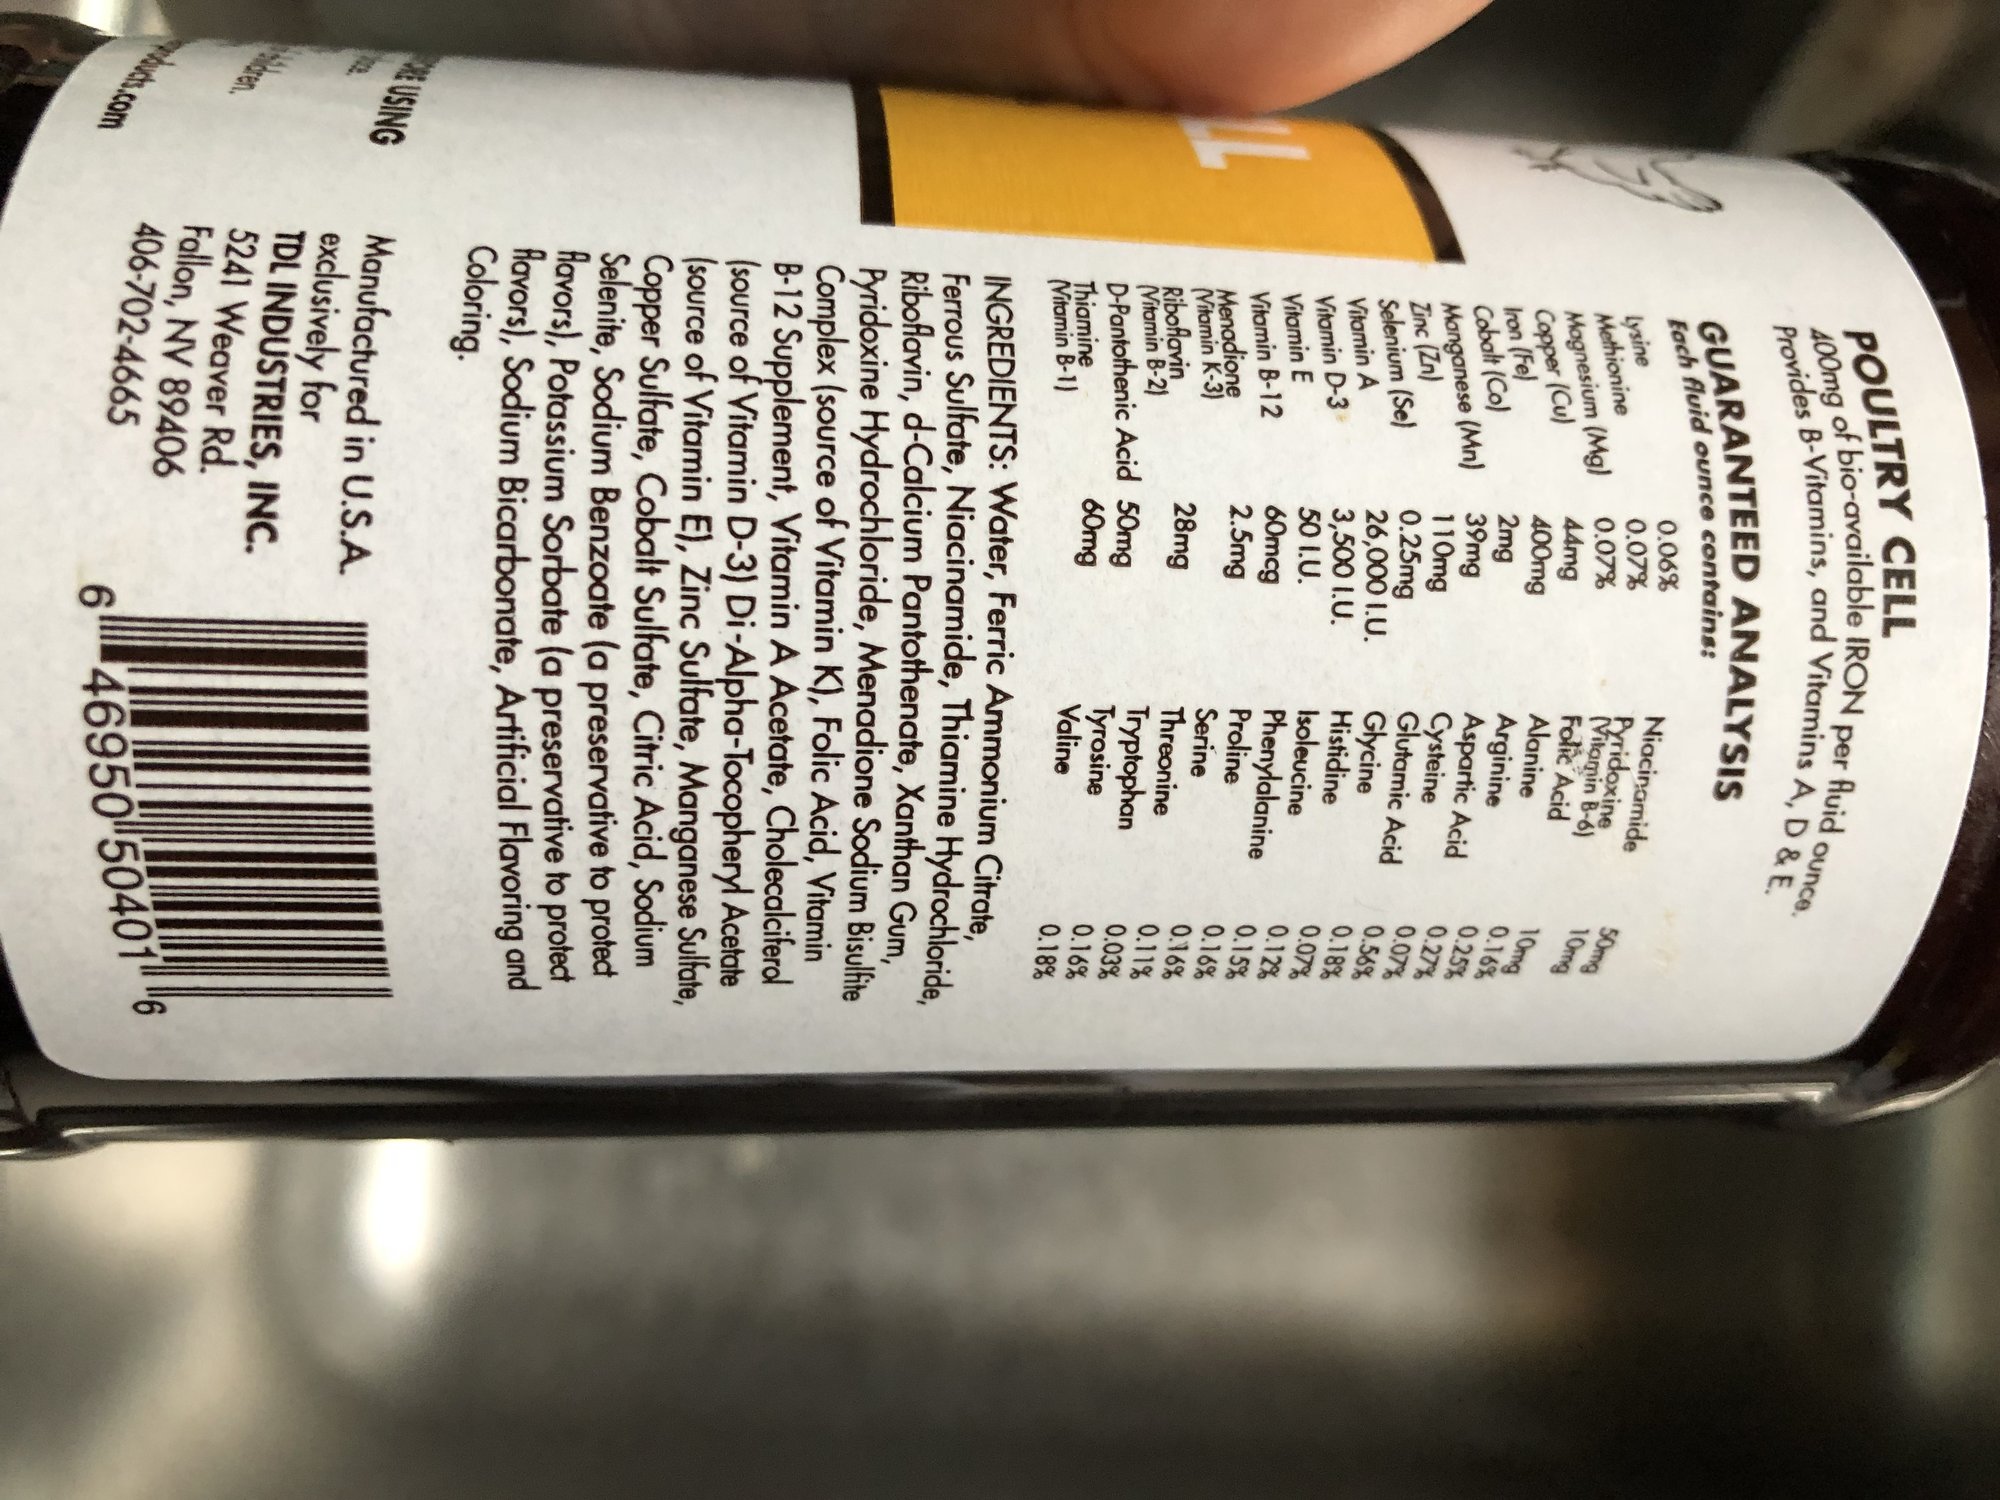 POULTRY CELL
400mg of bio-available IRON per fluid ounce.
Provides B-Vitamins, and Vitamins A, D & E.
GUARANTEED ANALYSIS
Each fluid ounce contains:
Lysine 0.06%
Methionine 0.07%
Magnesium (Mg) 0.07%
Copper (Cu) 44mg
Iron (Fe) 400mg
Cobalt (Co) 2mg
Manganese (Mn) 39mg
Zinc (Zn) 110mg
Selenium (Se) 0.25mg
Vitamin A 26,000 I.U.
Vitamin D-3 3,500 I.U.
Vitamin E 50 I.U.
Vitamin B-12 60mcg
Menadione 2.5mg
(Vitamin K-3)
Riboflavin 28mg
(Vitamin B-2)
D-Pantothenic Acid 50mg
Thiamine 60mg
(Vitamin B-1)
Niacinamide 50mg
Pyridoxine 10mg
(Vitamin B-6)
Folic Acid 10mg
Alanine 0.16%
Arginine 0.25%
Aspartic Acid 0.27%
Cysteine 0.07%
Glutamic Acid 0.56%
Glycine 0.18%
Histidine 0.07%
Isoleucine 0.12%
Phenylalanine 0.15%
Proline 0.16%
Serine 0.16%
Threonine 0.11%
Tryptophan 0.03%
Tyrosine 0.16%
Valine 0.18%
INGREDIENTS: Water, Ferric Ammonium Citrate,
Ferrous Sulfate, Niacinamide, Thiamine Hydrochloride,
Riboflavin, d-Calcium Pantothenate, Xanthan Gum,
Pyridoxine Hydrochloride, Menadione Sodium Bisulfite
Complex (source of Vitamin K), Folic Acid, Vitamin
B-12 Supplement, Vitamin A Acetate, Cholecalciferol
(source of Vitamin D-3) Di-Alpha-Tocopheryl Acetate
(source of Vitamin E), Zinc Sulfate, Manganese Sulfate,
Copper Sulfate, Cobalt Sulfate, Citric Acid, Sodium
Selenite, Sodium Benzoate (a preservative to protect
flavors), Potassium Sorbate (a preservative to protect
flavors), Sodium Bicarbonate, Artificial Flavoring and
Coloring.
USING
Manufactured in U.S.A.
exclusively for
TDL INDUSTRIES, INC.
5241 Weaver Rd.
Fallon, NV 89406
406-702-4665
6 46950 50401 6